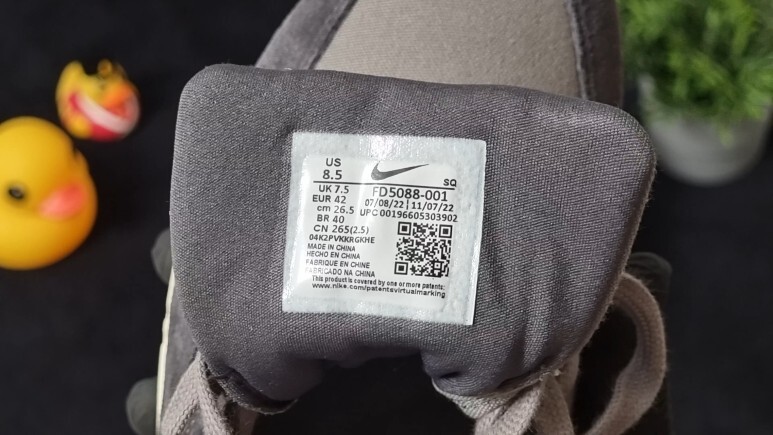 US
8.5
SQ
UK 7.5
FD5088-001
EUR 42
07/08/22 | 11/07/22
cm 26.5
UPC 00196605303902
BR 40
CN 265(2.5)
04K2PVKKRGKHE
MADE IN CHINA
HECHO EN CHINA
FABRIQUE EN CHINE
FABRICADO NA CHINA
This product is covered by one or more patents:
www.nike.com/patentsvirtualmarking